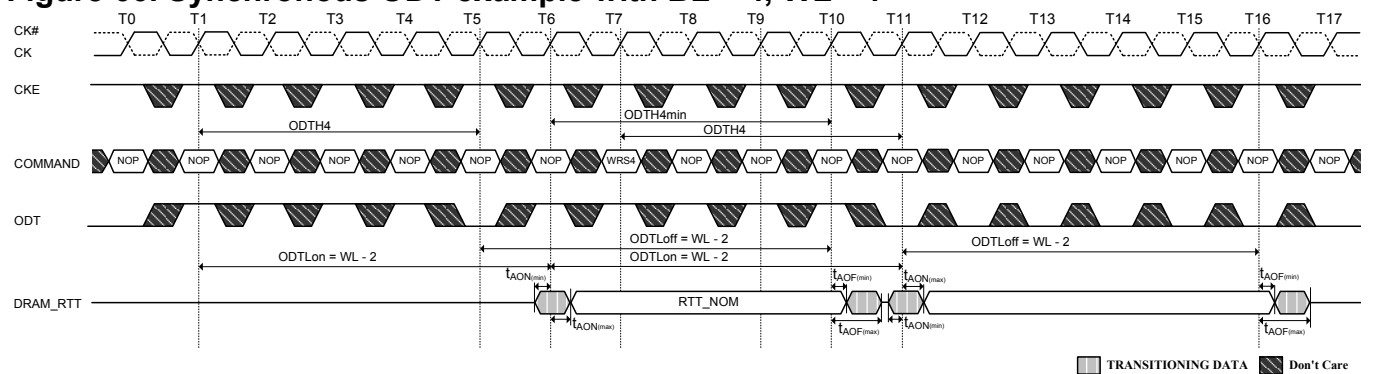 Figure Synchronous ODT example with BL = 4, WL =
T0 T1 T2 T3 T4 T5 T6 T7 T8 T9 T10 T11 T12 T13 T14 T15 T16 T17
CK#
CK
CKE
ODTH4min
ODTH4 ODTH4
COMMAND NOP NOP NOP NOP NOP NOP NOP WRS4 NOP NOP NOP NOP NOP NOP NOP NOP NOP NOP
ODT
ODTLoff = WL - 2 ODTLoff = WL - 2
ODTLon = WL - 2 ODTLon = WL - 2
tAON(min) tAOF(min) tAON(max) tAOF(min)
DRAM_RTT RTT_NOM
tAON(max) tAOF(max) tAON(min) tAOF(max)
TRANSITIONING DATA Don't Care